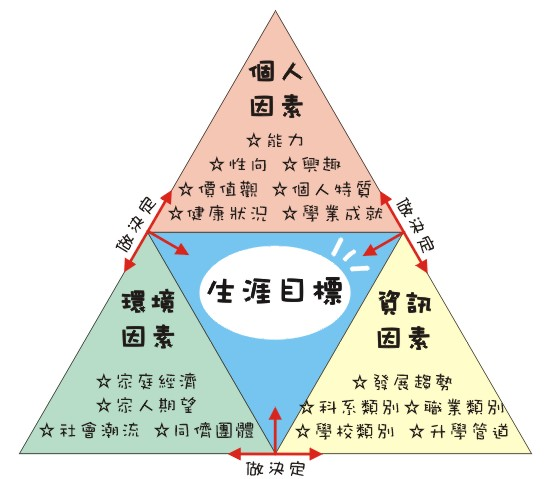 個人
因素
☆能力
☆性向 ☆興趣
☆價值觀 ☆個人特質
☆健康狀況 ☆學業成就
做決定
做決定
生涯目標
環境
因素
☆家庭經濟
☆家人期望
☆社會潮流 ☆同儕團體
資訊
因素
☆發展趨勢
☆科系類別 ☆職業類別
☆學校類別 ☆升學管道
做決定